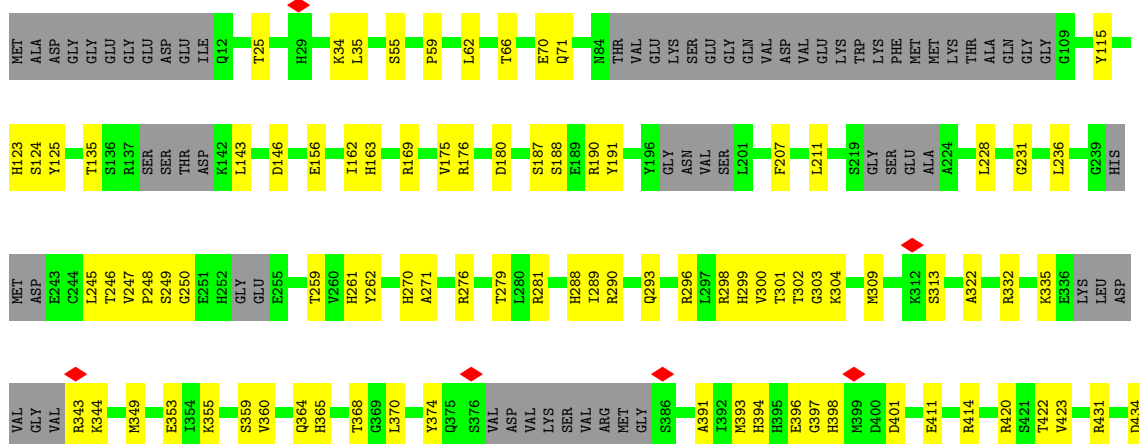 MET ALA ASP GLY GLY GLU GLY GLU ASP GLU ILE Q12 T25 H29 K34 L35 S55 P59 L62 T66 E70 Q71 N84 THR VAL GLU LYS SER GLU GLY GLN VAL ASP VAL GLU LYS TRP LYS PHE MET MET LYS THR ALA GLN GLY GLY G109 Y115
H123 S124 Y125 T135 S136 R137 SER SER THR ASP K142 L143 D146 E156 I162 H163 R169 V175 R176 D180 S187 S188 E189 R190 Y191 Y196 GLY ASN VAL SER L201 F207 L211 S219 GLY SER GLU ALA A224 L228 G231 L236 G239 HIS
MET ASP E243 C244 L245 T246 V247 P248 S249 G250 E251 H252 GLY GLU E255 T259 V260 H261 Y262 H270 A271 R276 T279 L280 R281 H288 I289 R290 Q293 R296 L297 R298 H299 V300 T301 T302 G303 K304 M309 K312 S313 A322 R332 K335 E336 LYS LEU ASP
VAL GLY VAL R343 K344 M349 E353 I354 K355 S359 V360 Q364 H365 T368 G369 L370 Y374 Q375 S376 VAL ASP VAL LYS SER VAL ARG MET GLY S386 A391 I392 M393 H394 H395 E396 G397 H398 M399 D400 D401 E411 R414 R420 S421 T422 V423 R431 D434